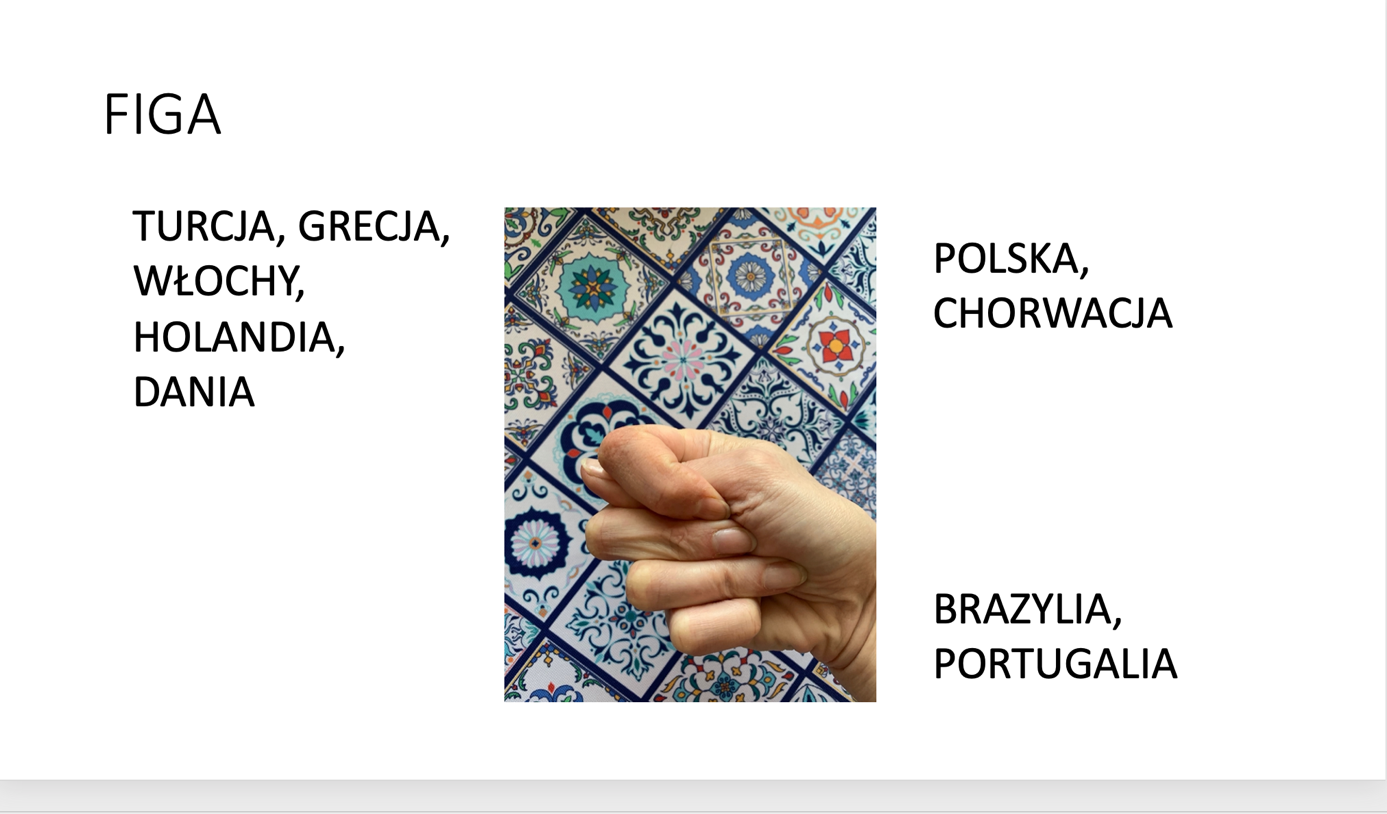 FIGA
TURCJA, GRECJA,
WŁOCHY,
HOLANDIA,
DANIA
POLSKA,
CHORWACJA
BRAZYLIA,
PORTUGALIA